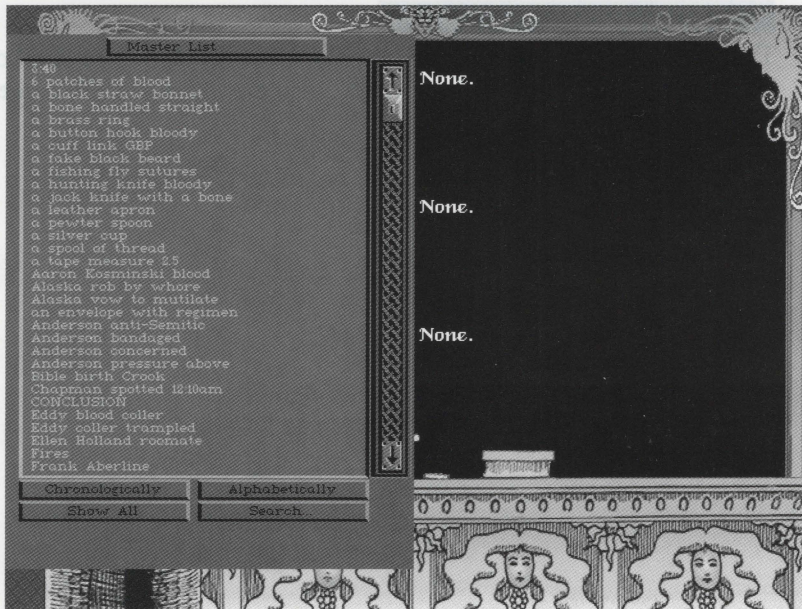 Master List
3:40
6 patches of blood
a black straw bonnet
a bone handled straight
a brass ring
a button hook bloody
a cuff link GBP
a fake black beard
a fishing fly sutures
a hunting knife bloody
a jack knife with a bone
a leather apron
a pewter spoon
a silver cup
a spool of thread
a tape measure 25
Aaron Kosminski blood
Alaska rob by whore
Alaska vow to mutilate
an envelope with regimen
Anderson anti-Semitic
Anderson bandaged
Anderson concerned
Anderson pressure above
Bible birth Crook
Chapman spotted 12:10am
CONCLUSION
Eddy blood coller
Eddy coller trampled
Ellen Holland roomate
Fires
Frank Aberline
Chronologically
Alphabetically
Show All
Search...
None.
None.
None.